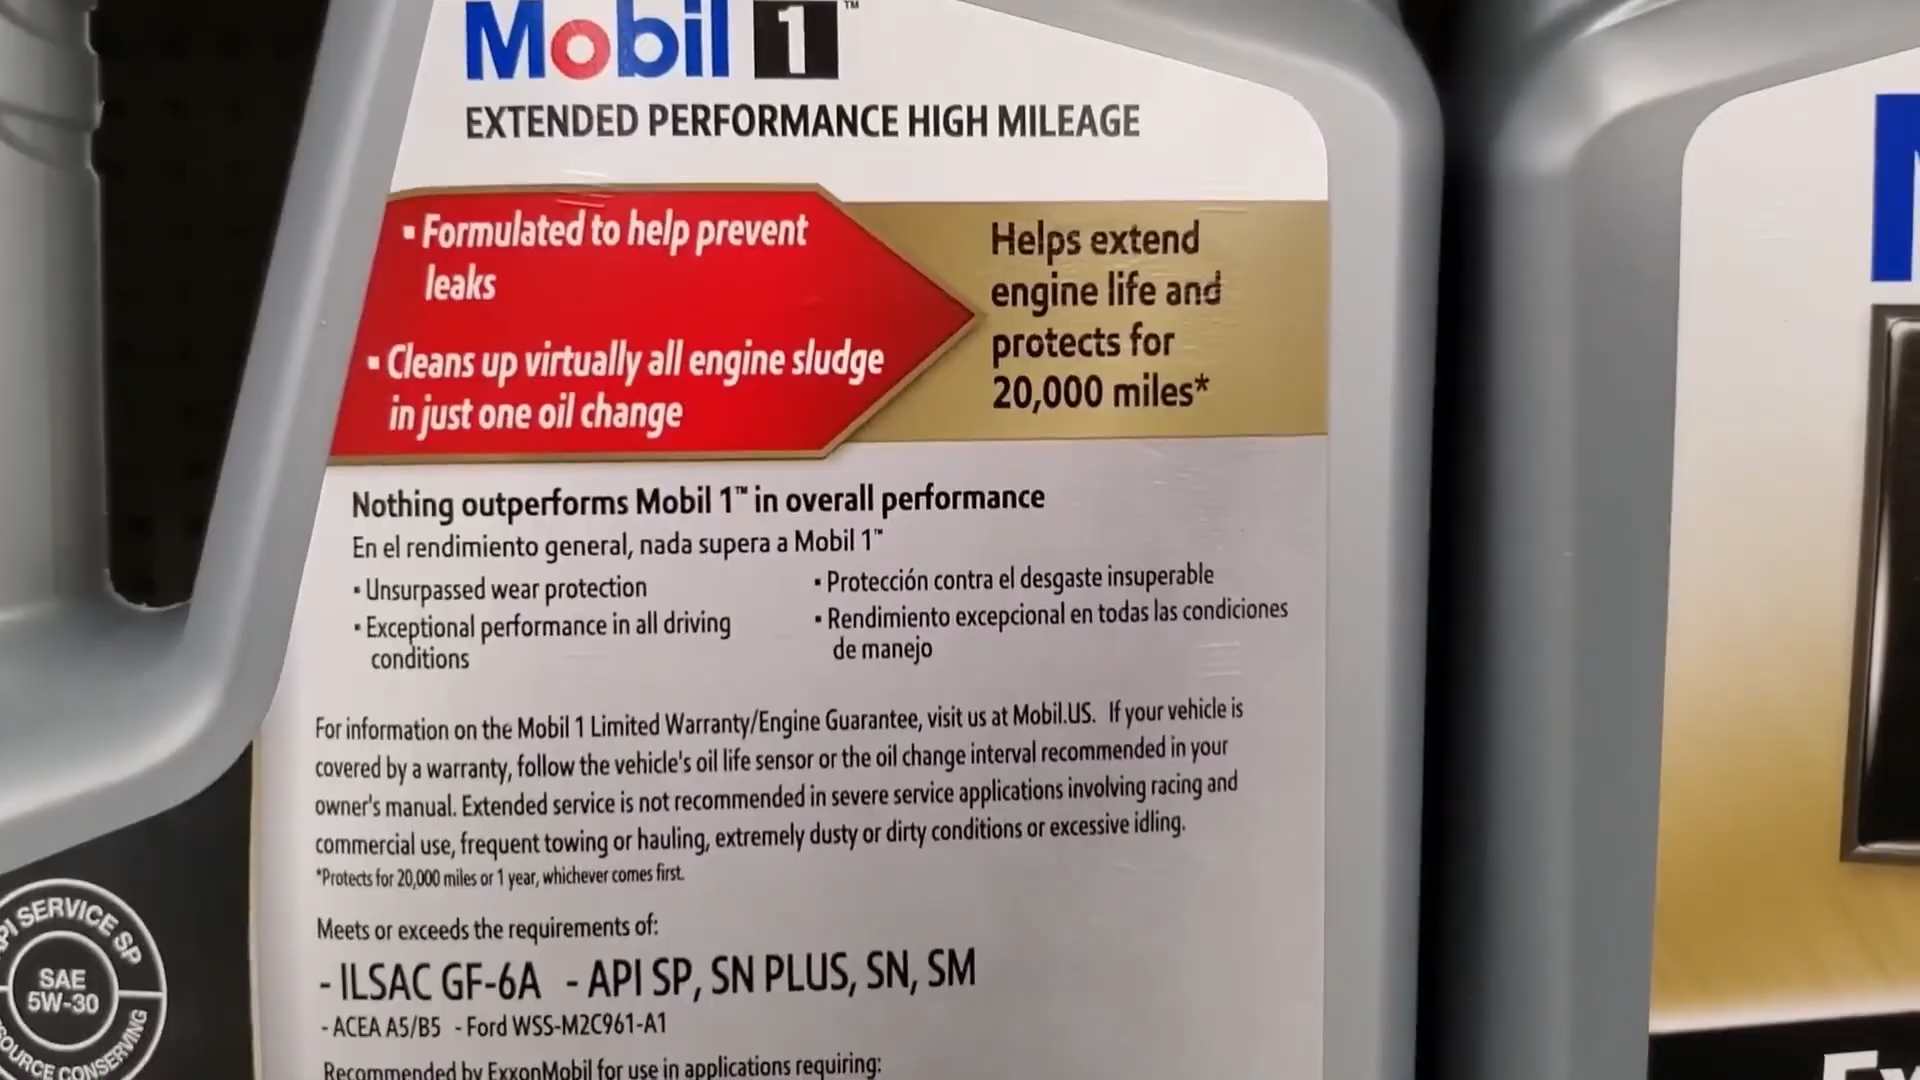 Mobil 1™
EXTENDED PERFORMANCE HIGH MILEAGE
▪ Formulated to help prevent
leaks
▪ Cleans up virtually all engine sludge
in just one oil change
Helps extend
engine life and
protects for
20,000 miles*
Nothing outperforms Mobil 1™ in overall performance
En el rendimiento general, nada supera a Mobil 1™
▪ Unsurpassed wear protection
▪ Exceptional performance in all driving
conditions
▪ Protección contra el desgaste insuperable
▪ Rendimiento excepcional en todas las condiciones
de manejo
For information on the Mobil 1 Limited Warranty/Engine Guarantee, visit us at Mobil.US. If your vehicle is
covered by a warranty, follow the vehicle's oil life sensor or the oil change interval recommended in your
owner's manual. Extended service is not recommended in severe service applications involving racing and
commercial use, frequent towing or hauling, extremely dusty or dirty conditions or excessive idling.
*Protects for 20,000 miles or 1 year, whichever comes first.
Meets or exceeds the requirements of:
- ILSAC GF-6A - API SP, SN PLUS, SN, SM
- ACEA A5/B5 - Ford WSS-M2C961-A1
Recommended by ExxonMobil for use in applications requiring:
SERVICE SP
SAE
5W-30
CONSERVING